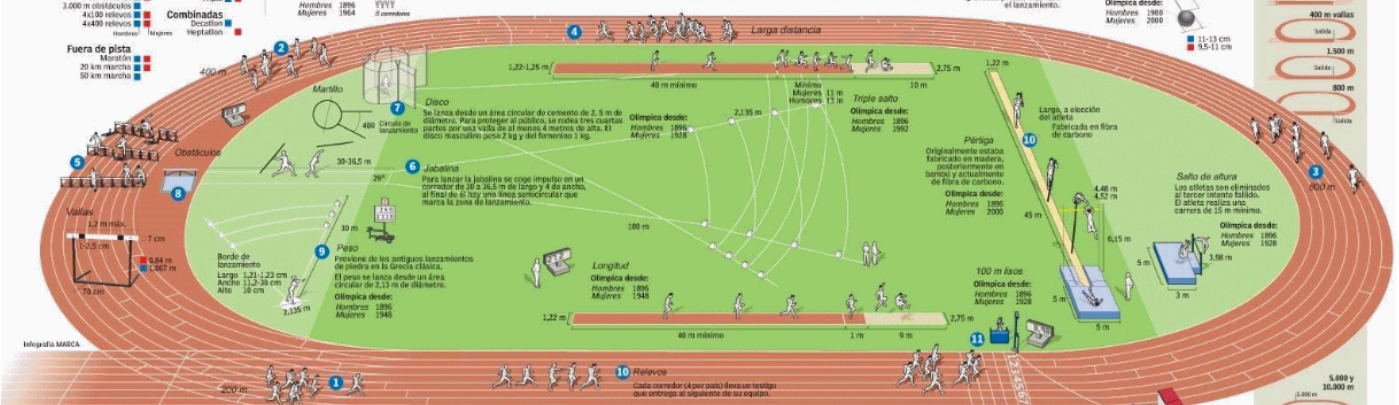 3.000 m obstáculos
4x100 relevos
4x400 relevos
Hombres Mujeres
Combinadas
Decatlon
Heptatlon
Fuera de pista
Maratón
20 km marcha
50 km marcha
Hombres 1896
Mujeres 1964
8 corredores
el lanzamiento.
Olímpica desde:
Hombres 1900
Mujeres 2000
11-13 cm
9,5-11 cm
400 m vallas
Salida
1.500 m
Salida
800 m
Salida
2
400 m
4
Larga distancia
1,22-1,25 m
40 m mínimo
Mínimo
Mujeres 11 m
Hombres 13 m
10 m
2,75 m
Triple salto
Olímpica desde:
Hombres 1896
Mujeres 1992
Martillo
400
7
Círculo de
lanzamiento
Disco
Se lanza desde un área circular de cemento de 2, 5 m de
diámetro. Para proteger al público, se rodea tres cuartas
partes por una valla de al menos 4 metros de alta. El
disco masculino pesa 2 kg y del femenino 1 kg.
Olímpica desde:
Hombres 1896
Mujeres 1928
2,135 m
1,22 m
Largo, a elección
del atleta
Fabricada en fibra
de carbono
10
Pértiga
Originalmente estaba
fabricado en madera,
posteriormente en
bambú y actualmente
de fibra de carbono.
Olímpica desde:
Hombres 1896
Mujeres 2000
45 m
4,48 m
4,52 m
6,15 m
5 m
5 m
Salto de altura
Los atletas son eliminados
al tercer intento fallido.
El atleta realiza una
carrera de 15 m mínimo.
Olímpica desde:
Hombres 1896
Mujeres 1928
3,98 m
5 m
3 m
3
800 m
5
Obstáculos
8
30-36,5 m
29°
6
Jabalina
Para lanzar la jabalina se coge impulso en un
corredor de 30 a 36,5 m de largo y 4 de ancho,
al final de él hay una línea semicircular que
marca la zona de lanzamiento.
100 m
Vallas
1,2 m máx.
7 cm
1-2,5 cm
0,84 m
1,067 m
70 cm
Borde de
lanzamiento
Largo 1,21-1,23 cm
Ancho 11,2-30 cm
Alto 10 cm
2,135 m
30 m
9
Peso
Proviene de los antiguos lanzamientos
de piedra en la Grecia clásica.
El peso se lanza desde un área
circular de 2,13 m de diámetro.
Olímpica desde:
Hombres 1896
Mujeres 1948
Longitud
Olímpica desde:
Hombres 1896
Mujeres 1948
1,22 m
40 m mínimo
1 m
9 m
2,75 m
100 m lisos
Olímpica desde:
Hombres 1896
Mujeres 1928
11
Infografía MARCA
200 m
1
10
Relevos
Cada corredor (4 por país) lleva un testigo
que entrega al siguiente de su equipo.
1234567
5.000 y
10.000 m
5.000 m